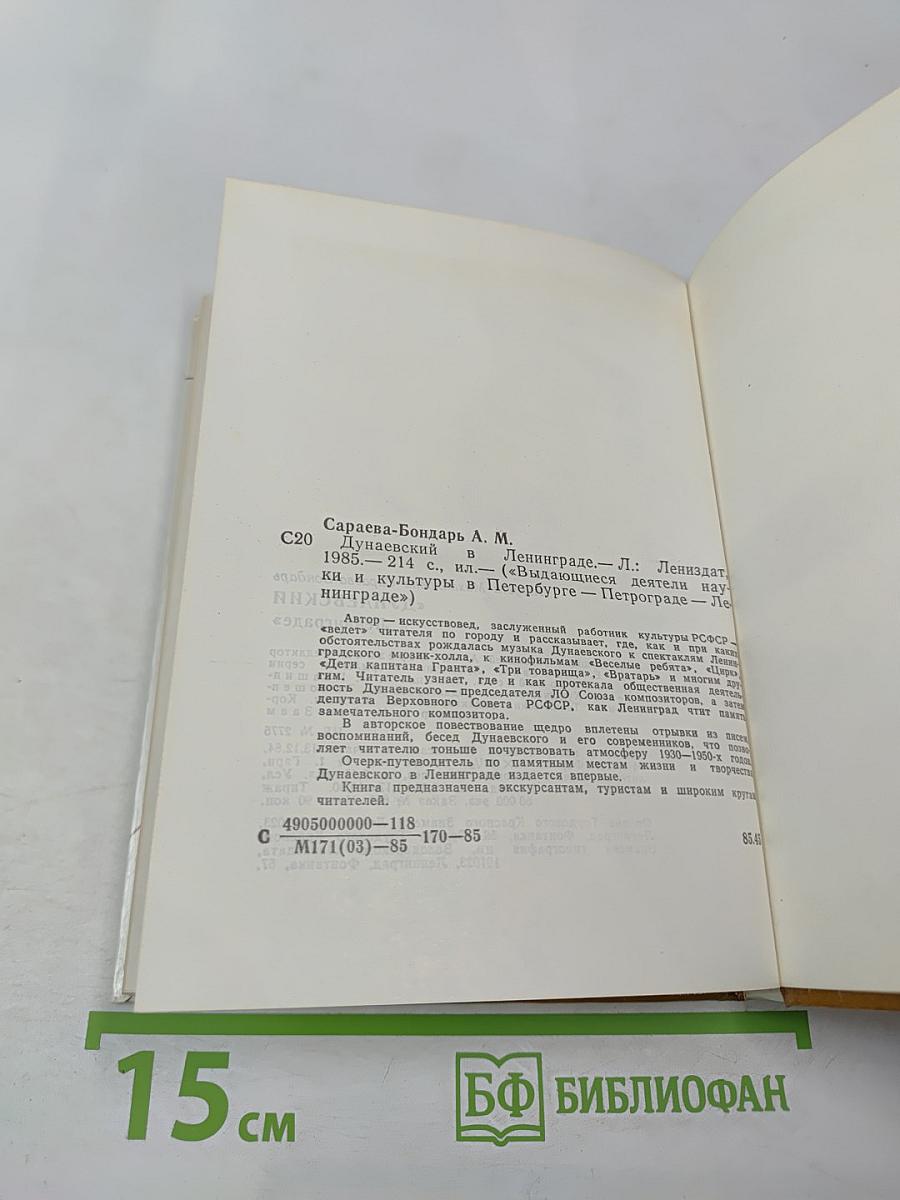 Сараева-Бондарь А. М.
С20 Дунаевский в Ленинграде.— Л.: Лениздат,
1985.— 214 с., ил.— («Выдающиеся деятели нау-
ки и культуры в Петербурге — Петрограде — Ле-
нинграде»)
Автор — искусствовед, заслуженный работник культуры РСФСР —
«ведет» читателя по городу и рассказывает, где, как и при каких
обстоятельствах рождалась музыка Дунаевского к спектаклям Ленин-
градского мюзик-холла, к кинофильмам «Веселые ребята», «Цирк»,
«Дети капитана Гранта», «Три товарища», «Вратарь» и многим дру-
гим. Читатель узнает, где и как протекала общественная деятель-
ность Дунаевского — председателя ЛО Союза композиторов, а затем
депутата Верховного Совета РСФСР, как Ленинград чтит память
замечательного композитора.
В авторское повествование щедро вплетены отрывки из писем,
воспоминаний, бесед Дунаевского и его современников, что позво-
ляет читателю тоньше почувствовать атмосферу 1930—1950-х годов.
Очерк-путеводитель по памятным местам жизни и творчества
Дунаевского в Ленинграде издается впервые.
Книга предназначена экскурсантам, туристам и широким кругам
читателей.
С 4905000000—118
М171(03)—85
170—85
85.45
15 см
БФ БИБЛИОФАН